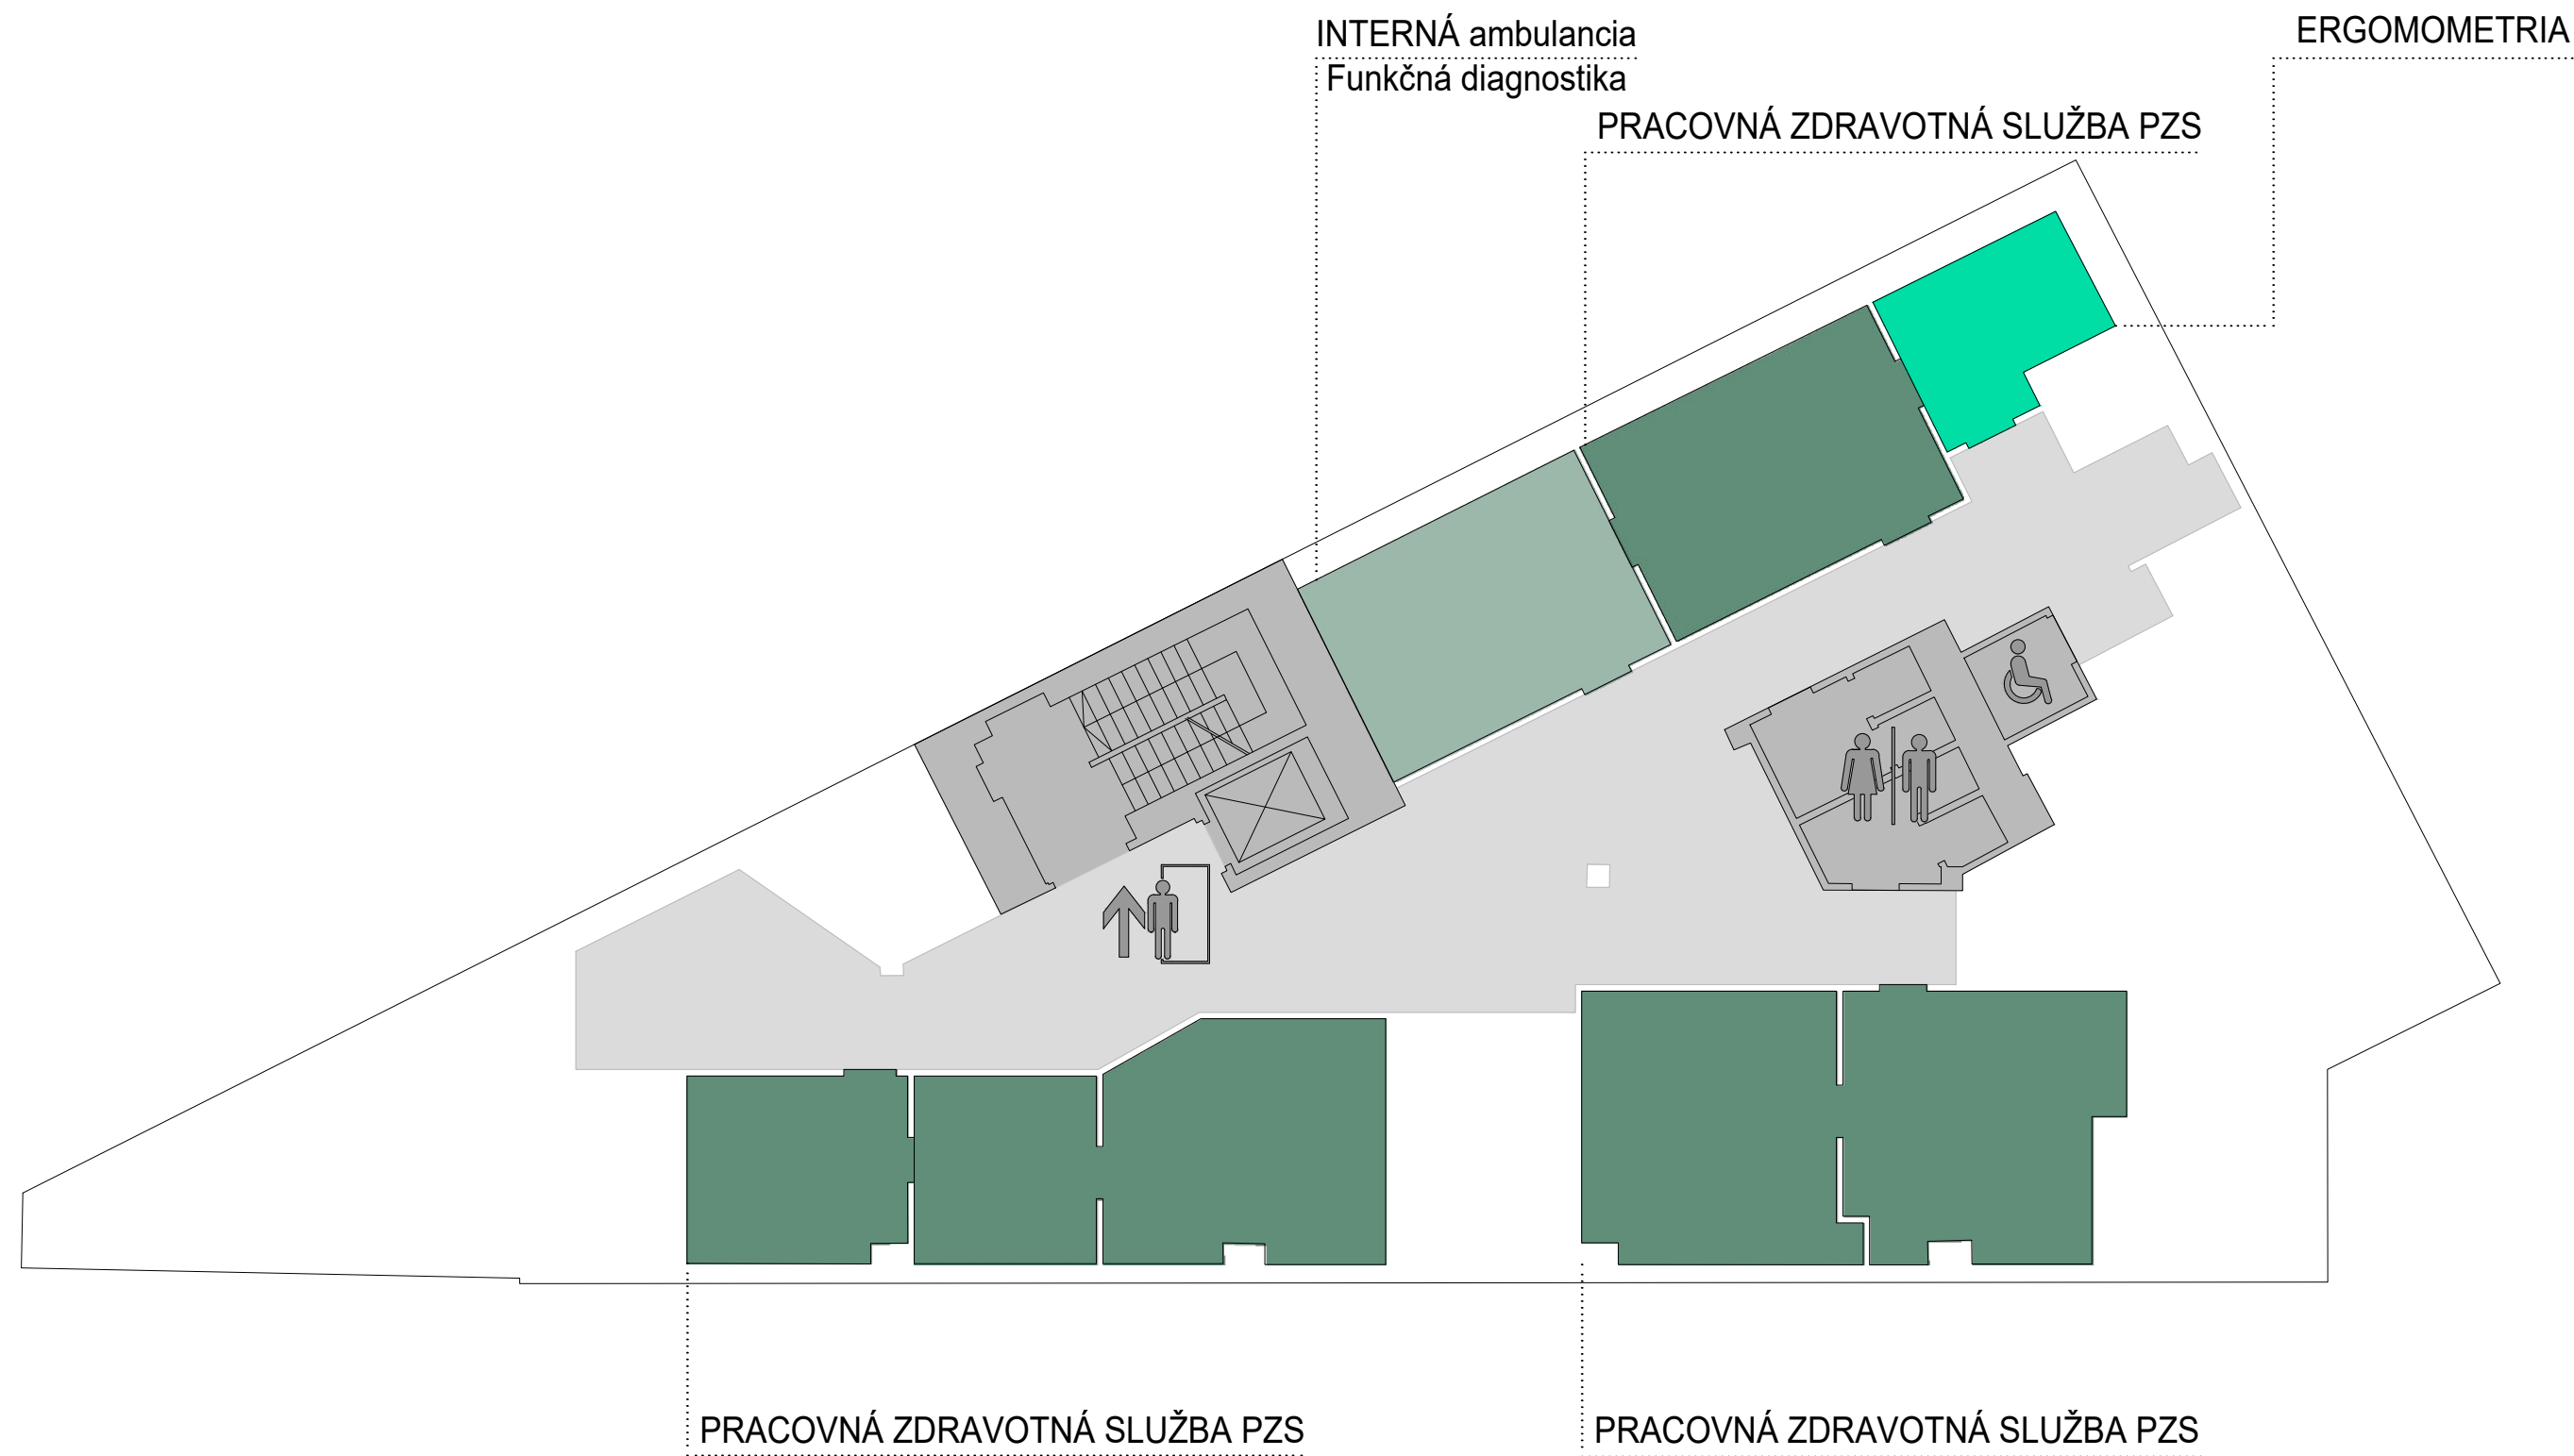 INTERNÁ ambulancia
Funkčná diagnostika
ERGOMOMETRIA
PRACOVNÁ ZDRAVOTNÁ SLUŽBA PZS
PRACOVNÁ ZDRAVOTNÁ SLUŽBA PZS
PRACOVNÁ ZDRAVOTNÁ SLUŽBA PZS